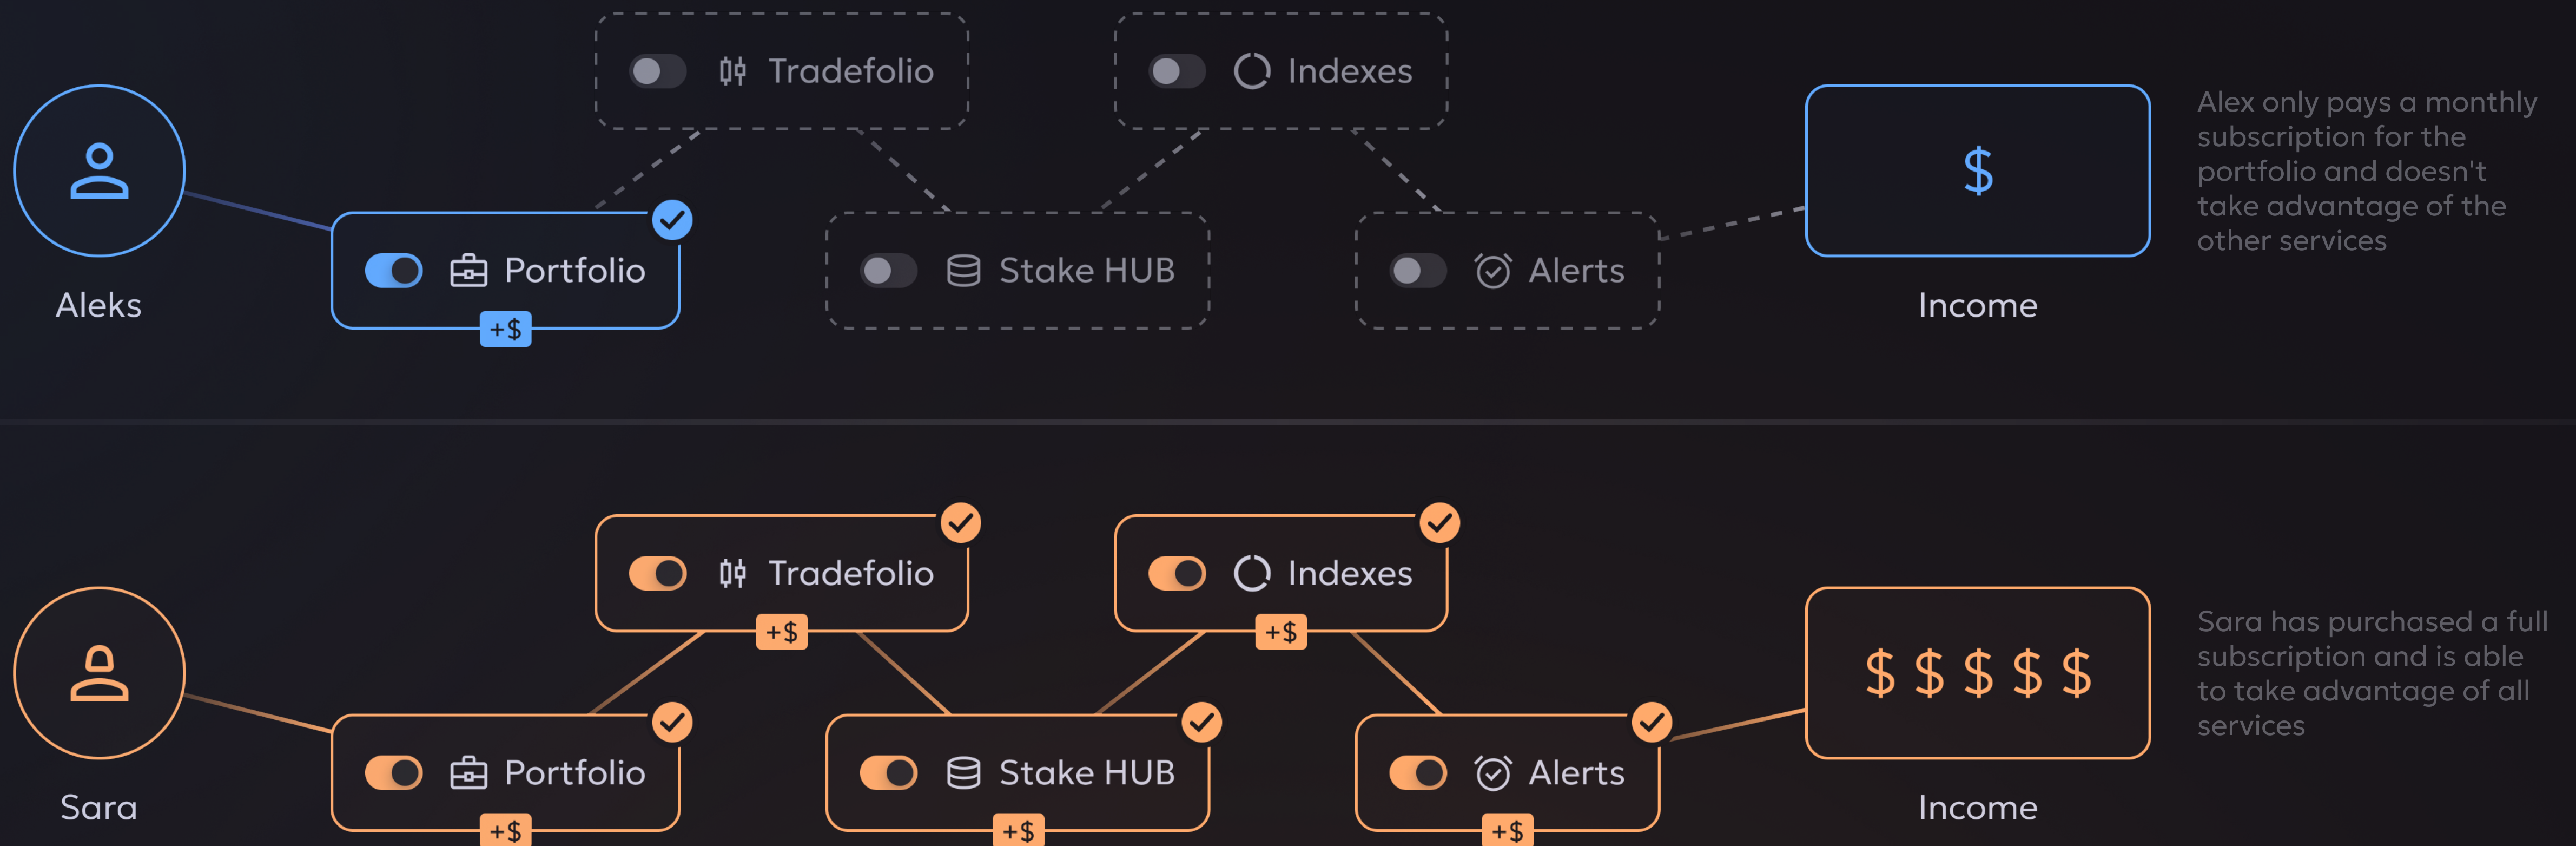 Tradefolio
Indexes
Alex only pays a monthly
subscription for the
portfolio and doesn't
take advantage of the
other services
$
Portfolio
Stake HUB
Alerts
Aleks
+$
Income
Tradefolio
Indexes
+$
+$
Sara has purchased a full
subscription and is able
to take advantage of all
services
$ $ $ $ $
Portfolio
Stake HUB
Alerts
Sara
+$
+$
+$
Income